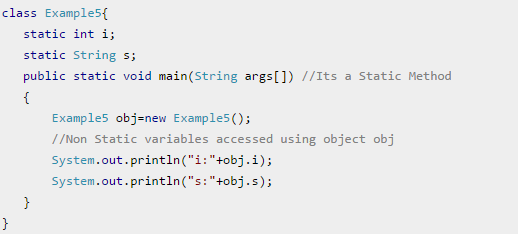 class Example5{
static int i;
static String s;
public static void main(String args[]) //Its a Static Method
{
Example5 obj=new Example5();
//Non Static variables accessed using object obj
System.out.println("i:"+obj.i);
System.out.println("s:"+obj.s);
}
}